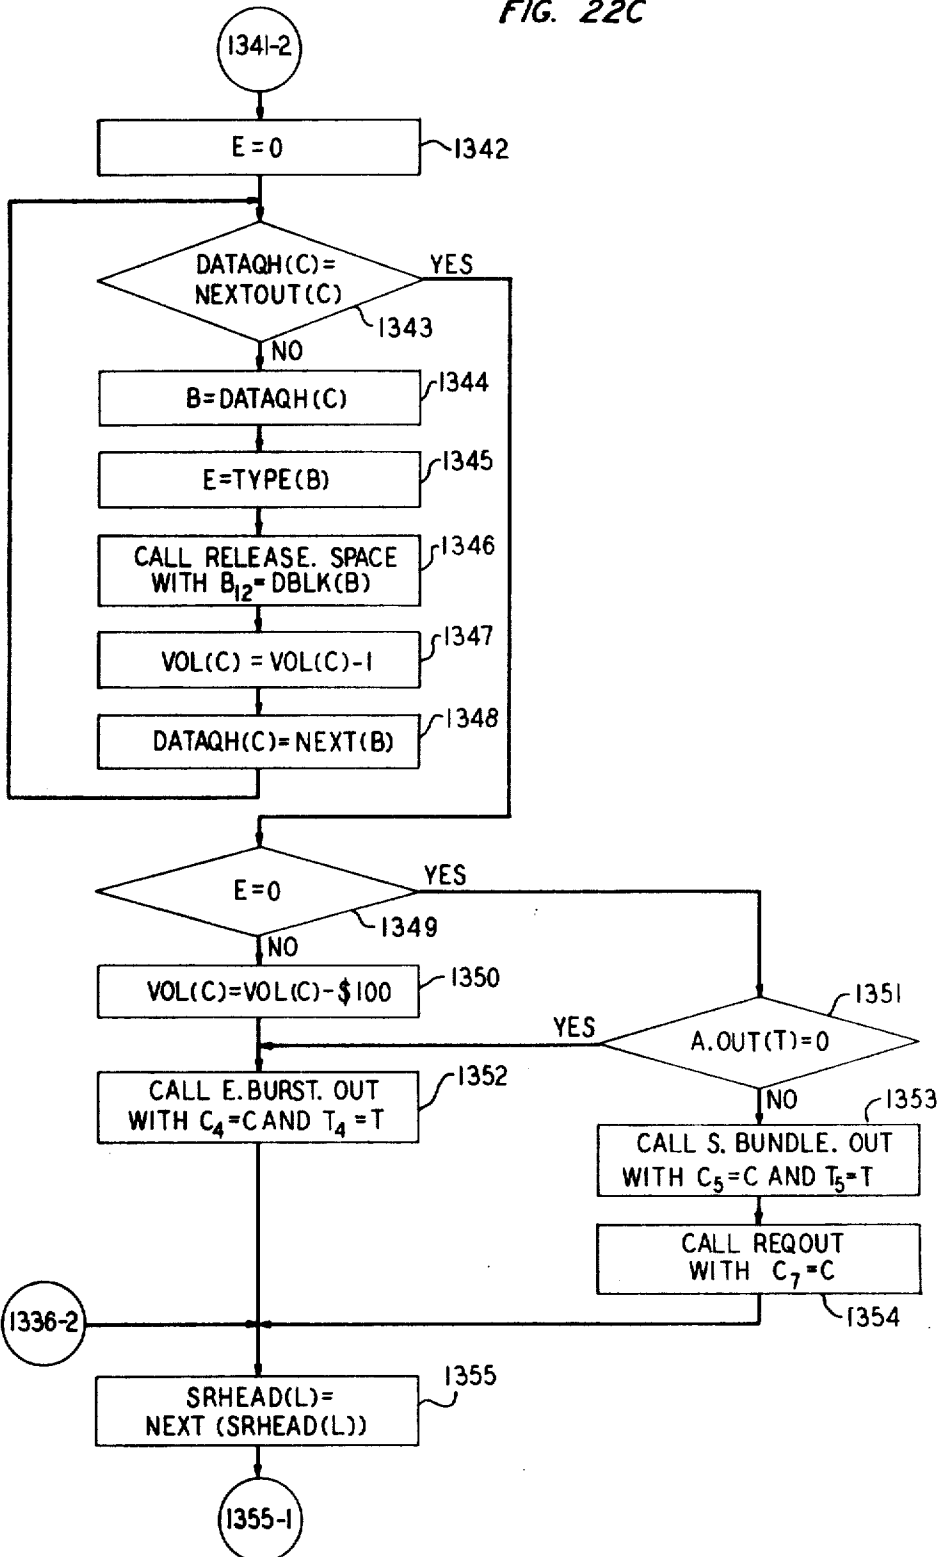 FIG. 22C
1341-2
E=0
1342
DATAQH(C)=
NEXTOUT(C)
YES
1343
NO
B=DATAQH(C)
1344
E=TYPE(B)
1345
CALL RELEASE. SPACE
WITH B12=DBLK(B)
1346
VOL(C) = VOL(C)-1
1347
DATAQH(C)=NEXT(B)
1348
E=0
YES
1349
NO
VOL(C)=VOL(C)-$100
1350
A.OUT(T)=0
1351
YES
NO
CALL E.BURST. OUT
WITH C4=C AND T4=T
1352
CALL S. BUNDLE. OUT
WITH C5=C AND T5=T
1353
CALL REQOUT
WITH C7=C
1354
1336-2
SRHEAD(L)=
NEXT (SRHEAD(L))
1355
1355-1